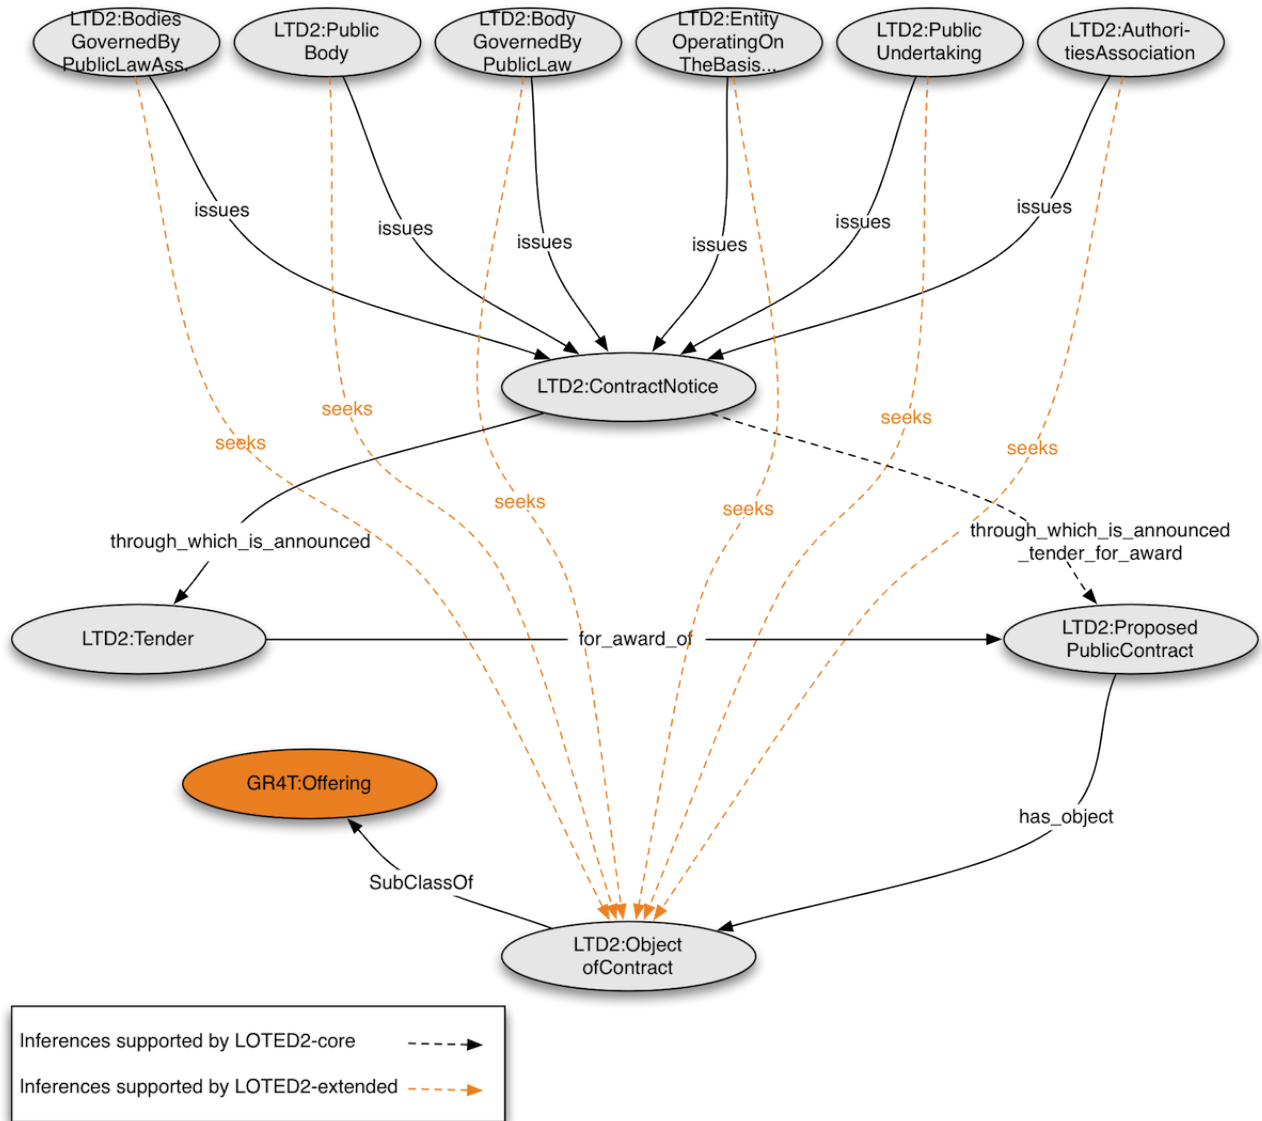 LTD2:Bodies
GovernedBy
PublicLawAss.
LTD2:Public
Body
LTD2:Body
GovernedBy
PublicLaw
LTD2:Entity
OperatingOn
TheBasis...
LTD2:Public
Undertaking
LTD2:Authori-
tiesAssociation
issues
issues
issues
issues
issues
issues
LTD2:ContractNotice
seeks
seeks
seeks
seeks
seeks
seeks
through_which_is_announced
through_which_is_announced
_tender_for_award
LTD2:Tender
for_award_of
LTD2:Proposed
PublicContract
GR4T:Offering
has_object
SubClassOf
LTD2:Object
ofContract
Inferences supported by LOTED2-core
Inferences supported by LOTED2-extended